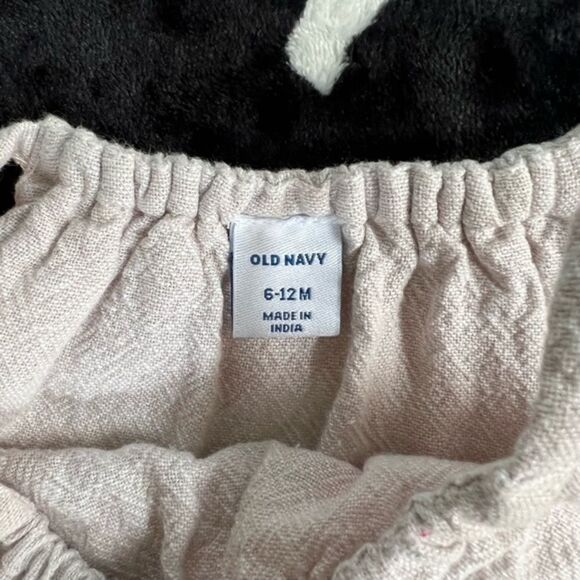 OLD NAVY
6-12 M
MADE IN
INDIA